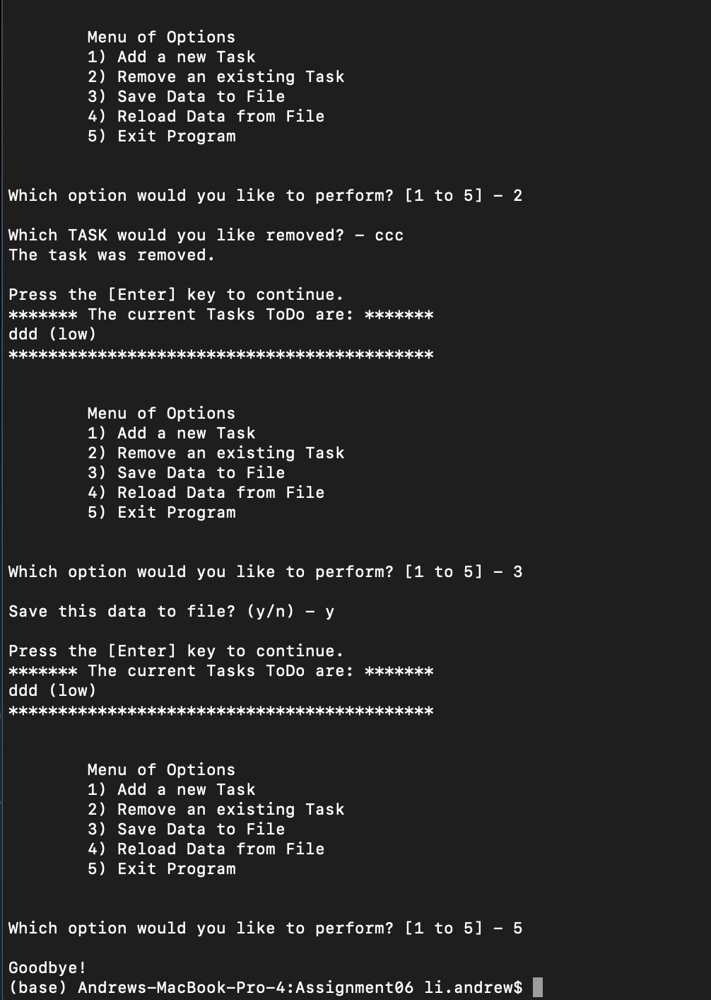 Menu of Options
1) Add a new Task
2) Remove an existing Task
3) Save Data to File
4) Reload Data from File
5) Exit Program
Which option would you like to perform? [1 to 5] - 2
Which TASK would you like removed? - ccc
The task was removed.
Press the [Enter] key to continue.
******* The current Tasks ToDo are: *******
ddd (low)
*******************************************
Menu of Options
1) Add a new Task
2) Remove an existing Task
3) Save Data to File
4) Reload Data from File
5) Exit Program
Which option would you like to perform? [1 to 5] - 3
Save this data to file? (y/n) - y
Press the [Enter] key to continue.
******* The current Tasks ToDo are: *******
ddd (low)
*******************************************
Menu of Options
1) Add a new Task
2) Remove an existing Task
3) Save Data to File
4) Reload Data from File
5) Exit Program
Which option would you like to perform? [1 to 5] - 5
Goodbye!
(base) Andrews-MacBook-Pro-4:Assignment06 li.andrew$